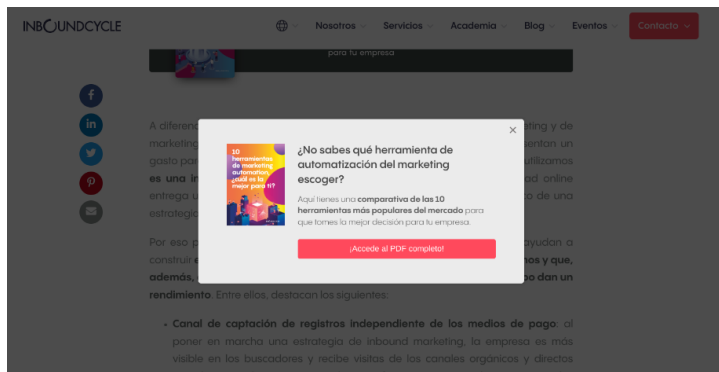 INBOUNDCYCLE
Nosotros
Servicios
Academia
Blog
Eventos
Contacto
para tu empresa
A diferenc
eting y de
marketing
sentan un
gasto par
utilizamos
es una in
ad online
entrega u
o de una
estrategia
Por eso p
ayudan a
construir
nos y que,
además,
po dan un
rendimiento. Entre ellos, destacan los siguientes:
• Canal de captación de registros independiente de los medios de pago: al
poner en marcha una estrategia de inbound marketing, la empresa es más
visible en los buscadores y recibe visitas de los canales orgánicos y directos
×
10
herramientas
de marketing
automation,
¿cuál es la
mejor para ti?
¿No sabes qué herramienta de
automatización del marketing
escoger?
Aquí tienes una comparativa de las 10
herramientas más populares del mercado para
que tomes la mejor decisión para tu empresa.
¡Accede al PDF completo!